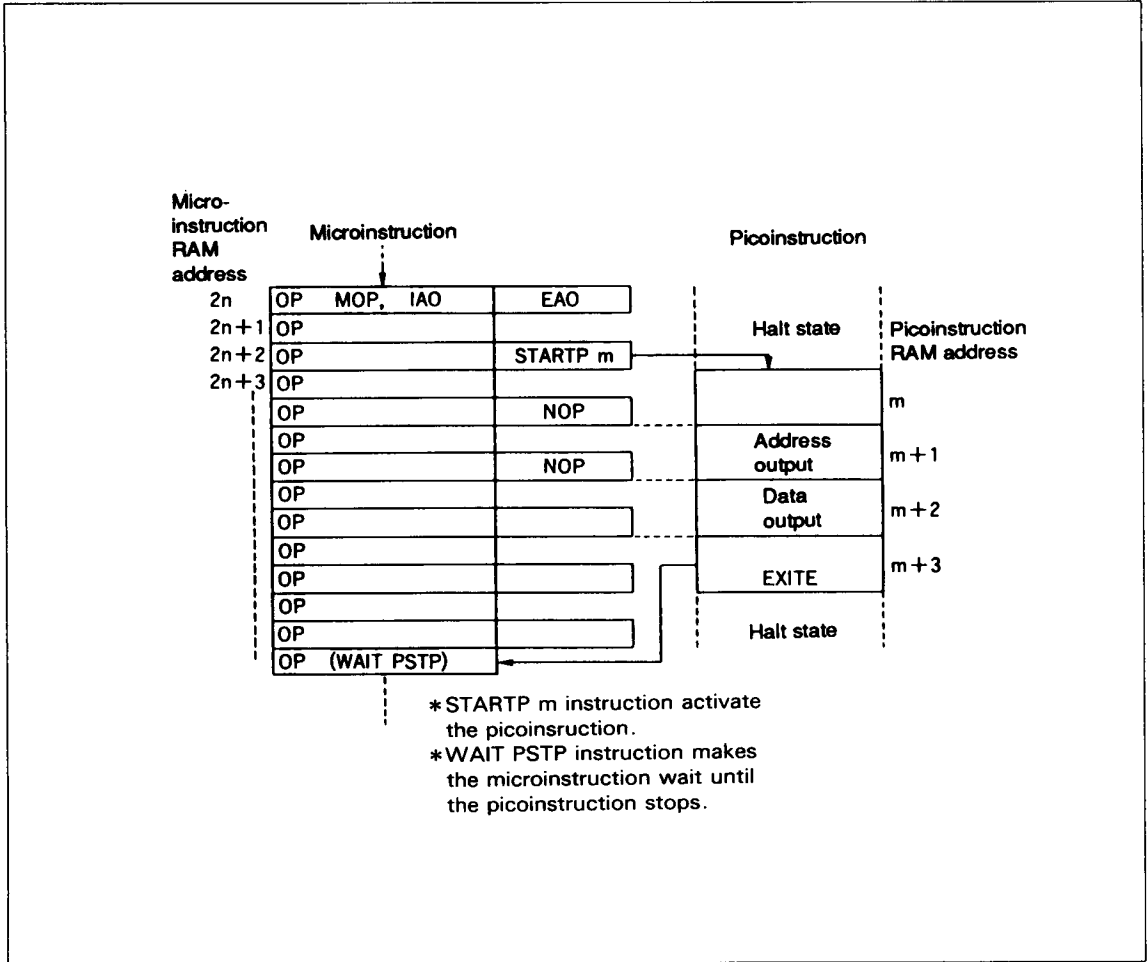 Micro-
instruction
RAM
address
Microinstruction
Picoinstruction
2n OP MOP, IAO EAO
2n+1 OP Halt state Picoinstruction
RAM address
2n+2 OP STARTP m
2n+3 OP
m
OP NOP
OP Address
output m+1
OP NOP
OP Data
output m+2
OP
OP
m+3
OP EXITE
OP
OP Halt state
OP (WAIT PSTP)
*STARTP m instruction activate
the picoinsruction.
*WAIT PSTP instruction makes
the microinstruction wait until
the picoinstruction stops.